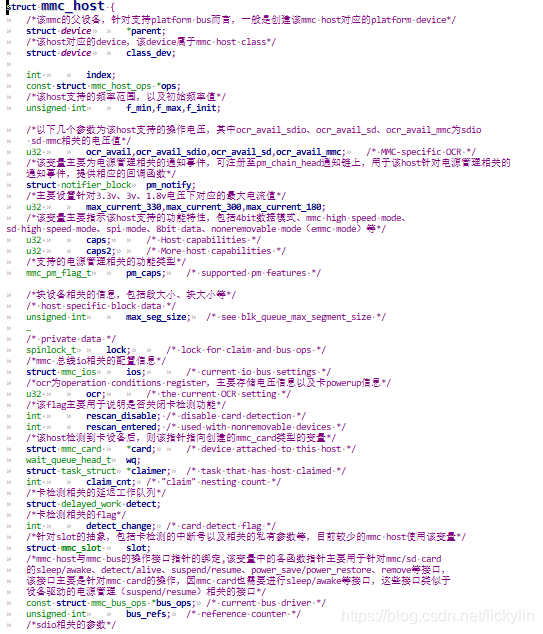 struct mmc_host {
/*该mmc的父设备，针对支持platform bus而言，一般是创建该mmc host对应的platform device*/
struct device *parent;
/*该host对应的device，该device属于mmc host class*/
struct device class_dev;
int index;
const struct mmc_host_ops *ops;
/*该host支持的频率范围，以及初始频率值*/
unsigned int f_min,f_max,f_init;
/*以下几个参数为该host支持的操作电压，其中ocr_avail_sdio、ocr_avail_sd、ocr_avail_mmc为sdio
sd mmc相关的电压值*/
u32 ocr_avail,ocr_avail_sdio,ocr_avail_sd,ocr_avail_mmc; /* MMC-specific OCR */
/*该变量主要为电源管理相关的通知事件，可注册至pm_chain_head通知链上，用于该host针对电源管理相关的
通知事件，提供相应的回调函数*/
struct notifier_block pm_notify;
/*主要设置针对3.3v、3v、1.8v电压下对应的最大电流值*/
u32 max_current_330,max_current_300,max_current_180;
/*该变量主要指示该host支持的功能特性，包括4bit数据模式、mmc high-speed mode、
sd high speed mode、spi mode、8bit data、noneremovable mode（emmc mode）等*/
u32 caps; /* Host capabilities */
u32 caps2; /* More host capabilities */
/*支持的电源管理相关的功能类型*/
mmc_pm_flag_t pm_caps; /* supported pm features */
/*块设备相关的信息，包括段大小、块大小等*/
/* host specific block data */
unsigned int max_seg_size; /* see blk_queue_max_segment_size */
…
/* private data */
spinlock_t lock; /* lock for claim and bus ops */
/*mmc 总线io相关的配置信息*/
struct mmc_ios ios; /* current io bus settings */
/*ocr为operation conditions register，主要存储电压信息以及卡powerup信息*/
u32 ocr; /* the current OCR setting */
/*该flag主要用于说明是否关闭卡检测功能*/
int rescan_disable; /* disable card detection */
int rescan_entered; /* used with nonremovable devices */
/*该host检测到卡设备后，则该指针指向创建的mmc_card类型的变量*/
struct mmc_card *card; /* device attached to this host */
wait_queue_head_t wq;
struct task_struct *claimer; /* task that has host claimed */
int claim_cnt; /* "claim" nesting count */
/*卡检测相关的延迟工作队列*/
struct delayed_work detect;
/*卡检测相关的flag*/
int detect_change; /* card detect flag */
/*针对slot的抽象，包括卡检测的中断号以及相关的私有参数等，目前较少的mmc host使用该变量*/
struct mmc_slot slot;
/*mmc host与mmc bus的操作接口指针的绑定,该变量中的各函数指针主要用于针对mmc/sd card
的sleep/awake、detect/alive、suspend/resume、power_save/power_restore、remove等接口，
该接口主要是针对mmc card的操作，因mmc card也需要进行sleep/awake等接口，这些接口类似于
设备驱动的电源管理（suspend/resume）相关的接口*/
const struct mmc_bus_ops *bus_ops; /* current bus driver */
unsigned int bus_refs; /* reference counter */
/*sdio相关的参数*/
https://blog.csdn.net/lickylin